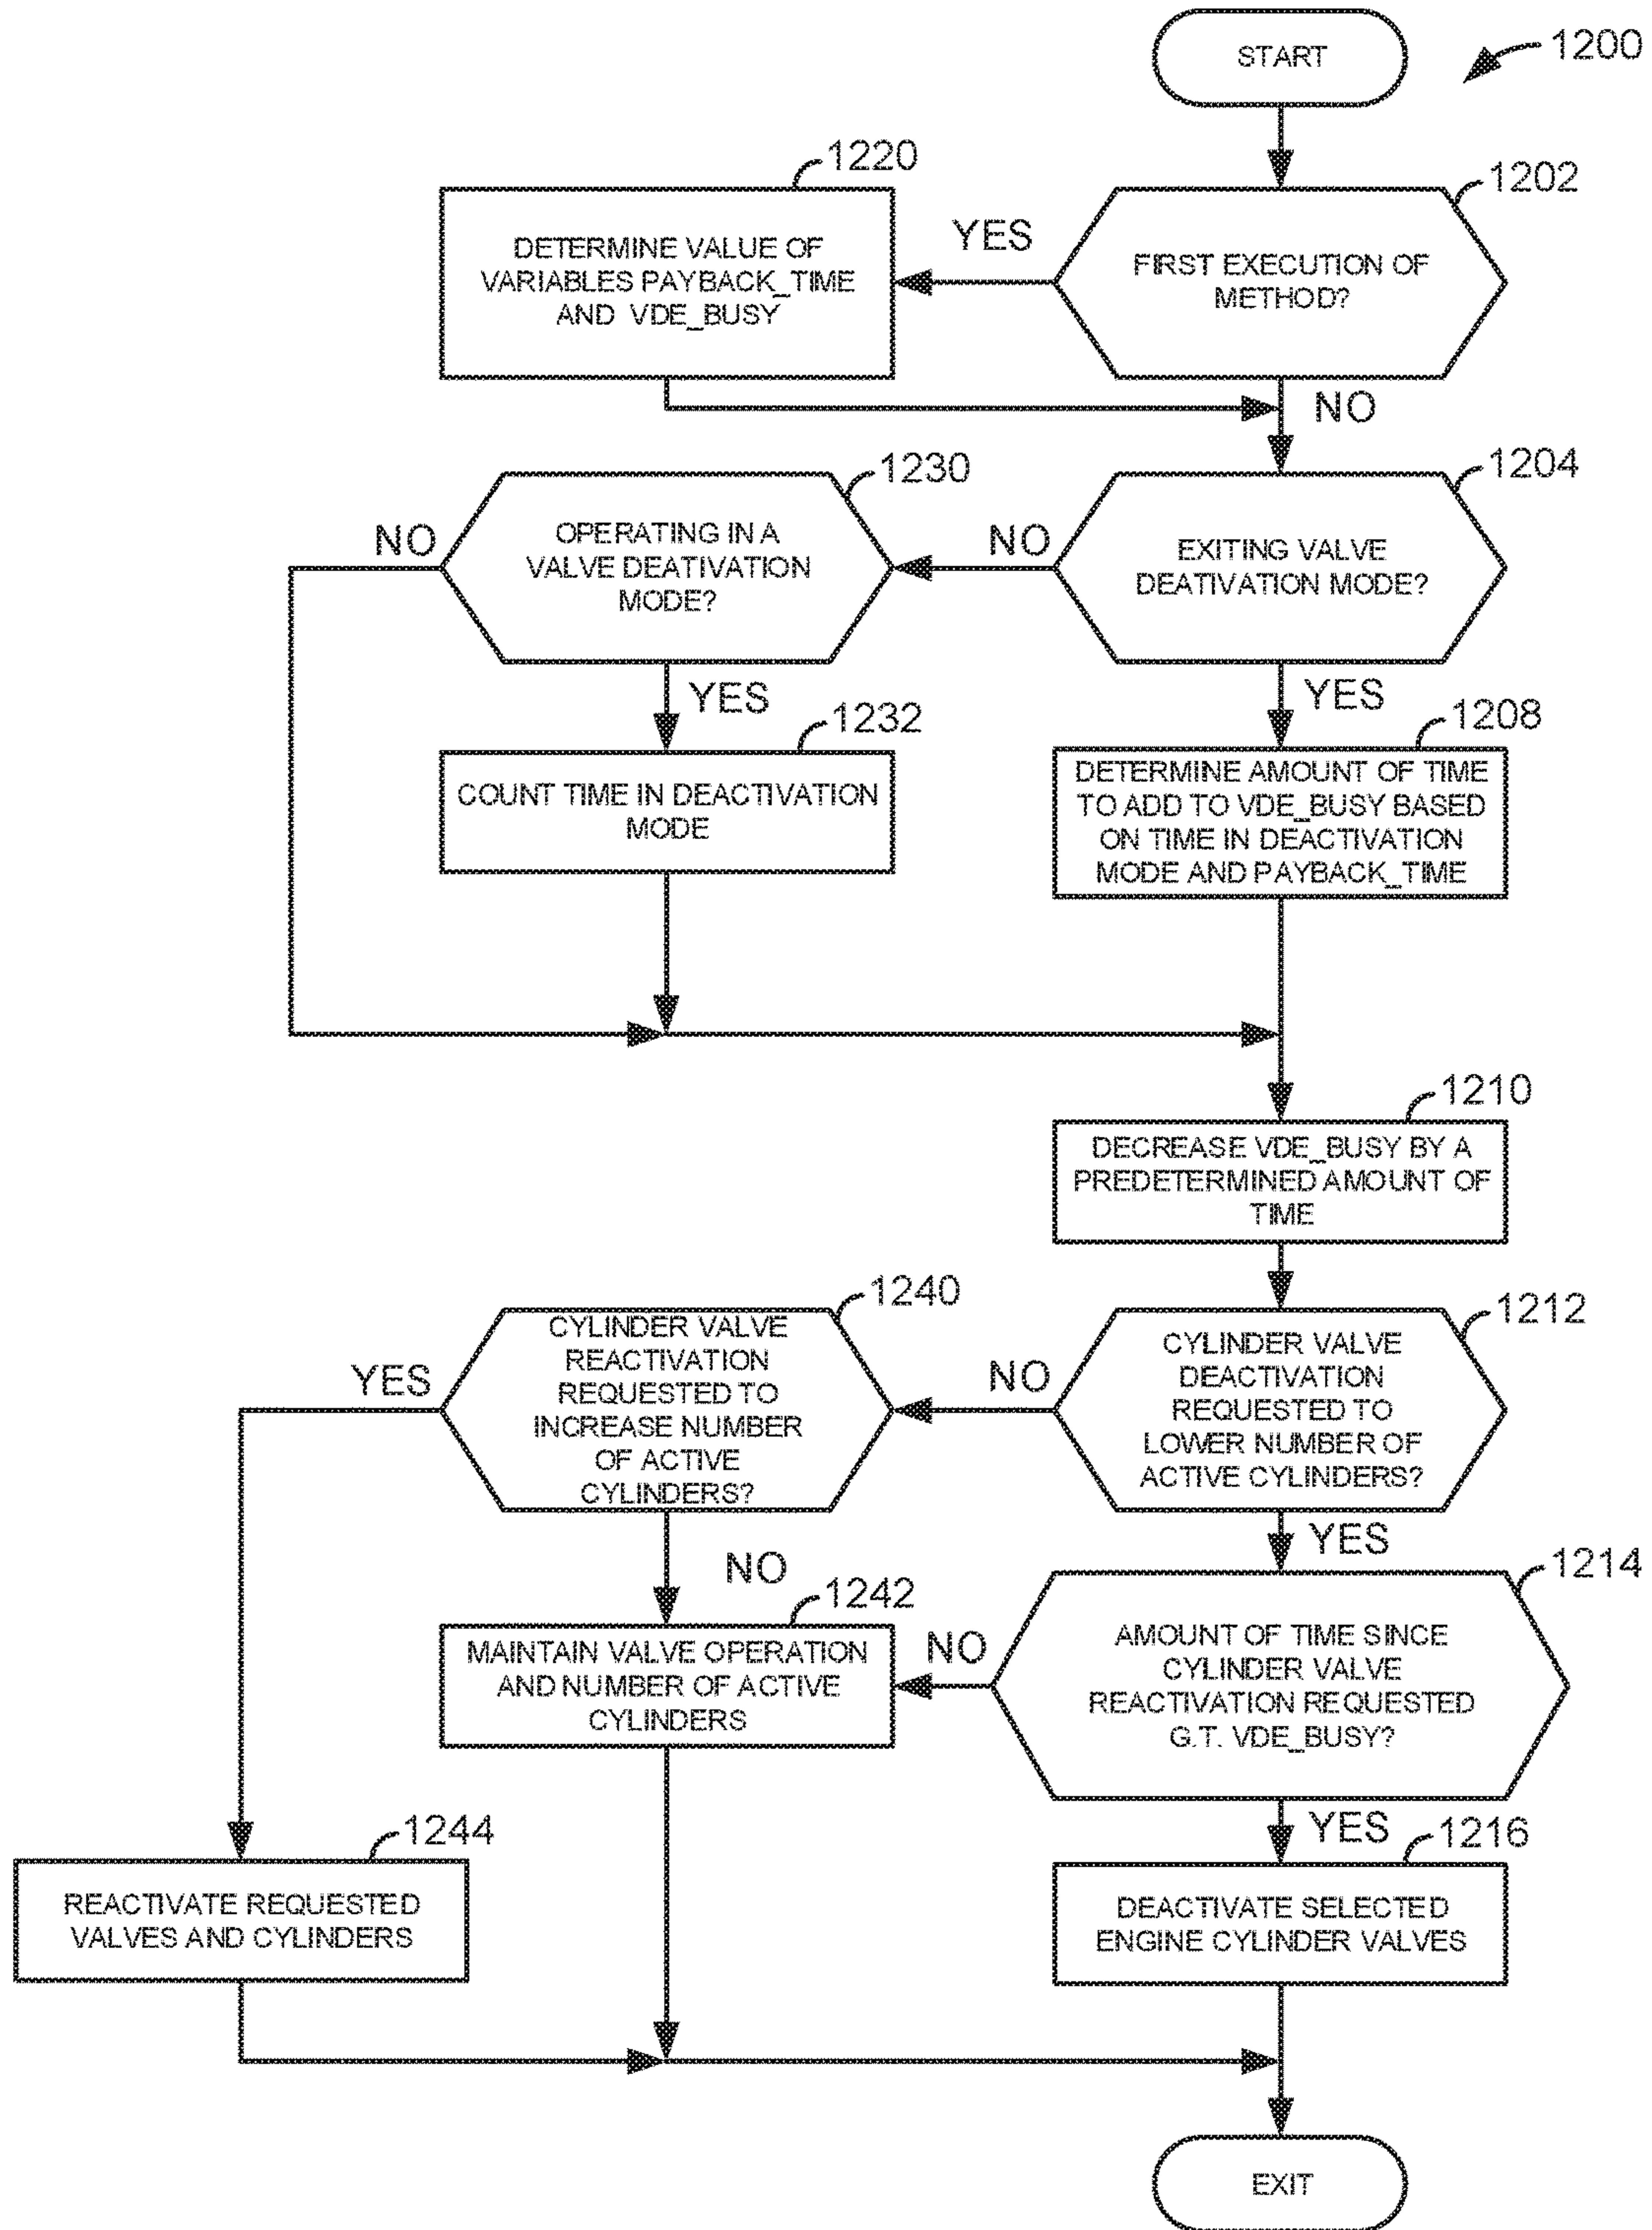 START
1200
1220
1202
DETERMINE VALUE OF
VARIABLES PAYBACK_TIME
AND VDE_BUSY
YES
FIRST EXECUTION OF
METHOD?
NO
1230
1204
NO
OPERATING IN A
VALVE DEATIVATION
MODE?
NO
EXITING VALVE
DEATIVATION MODE?
YES
YES
1232
1208
COUNT TIME IN DEACTIVATION
MODE
DETERMINE AMOUNT OF TIME
TO ADD TO VDE_BUSY BASED
ON TIME IN DEACTIVATION
MODE AND PAYBACK_TIME
1210
DECREASE VDE_BUSY BY A
PREDETERMINED AMOUNT OF
TIME
1240
1212
YES
CYLINDER VALVE
REACTIVATION
REQUESTED TO
INCREASE NUMBER
OF ACTIVE
CYLINDERS?
NO
CYLINDER VALVE
DEACTIVATION
REQUESTED TO
LOWER NUMBER OF
ACTIVE CYLINDERS?
YES
NO
1214
1242
MAINTAIN VALVE OPERATION
AND NUMBER OF ACTIVE
CYLINDERS
NO
AMOUNT OF TIME SINCE
CYLINDER VALVE
REACTIVATION REQUESTED
G.T. VDE_BUSY?
YES
1244
1216
REACTIVATE REQUESTED
VALVES AND CYLINDERS
DEACTIVATE SELECTED
ENGINE CYLINDER VALVES
EXIT